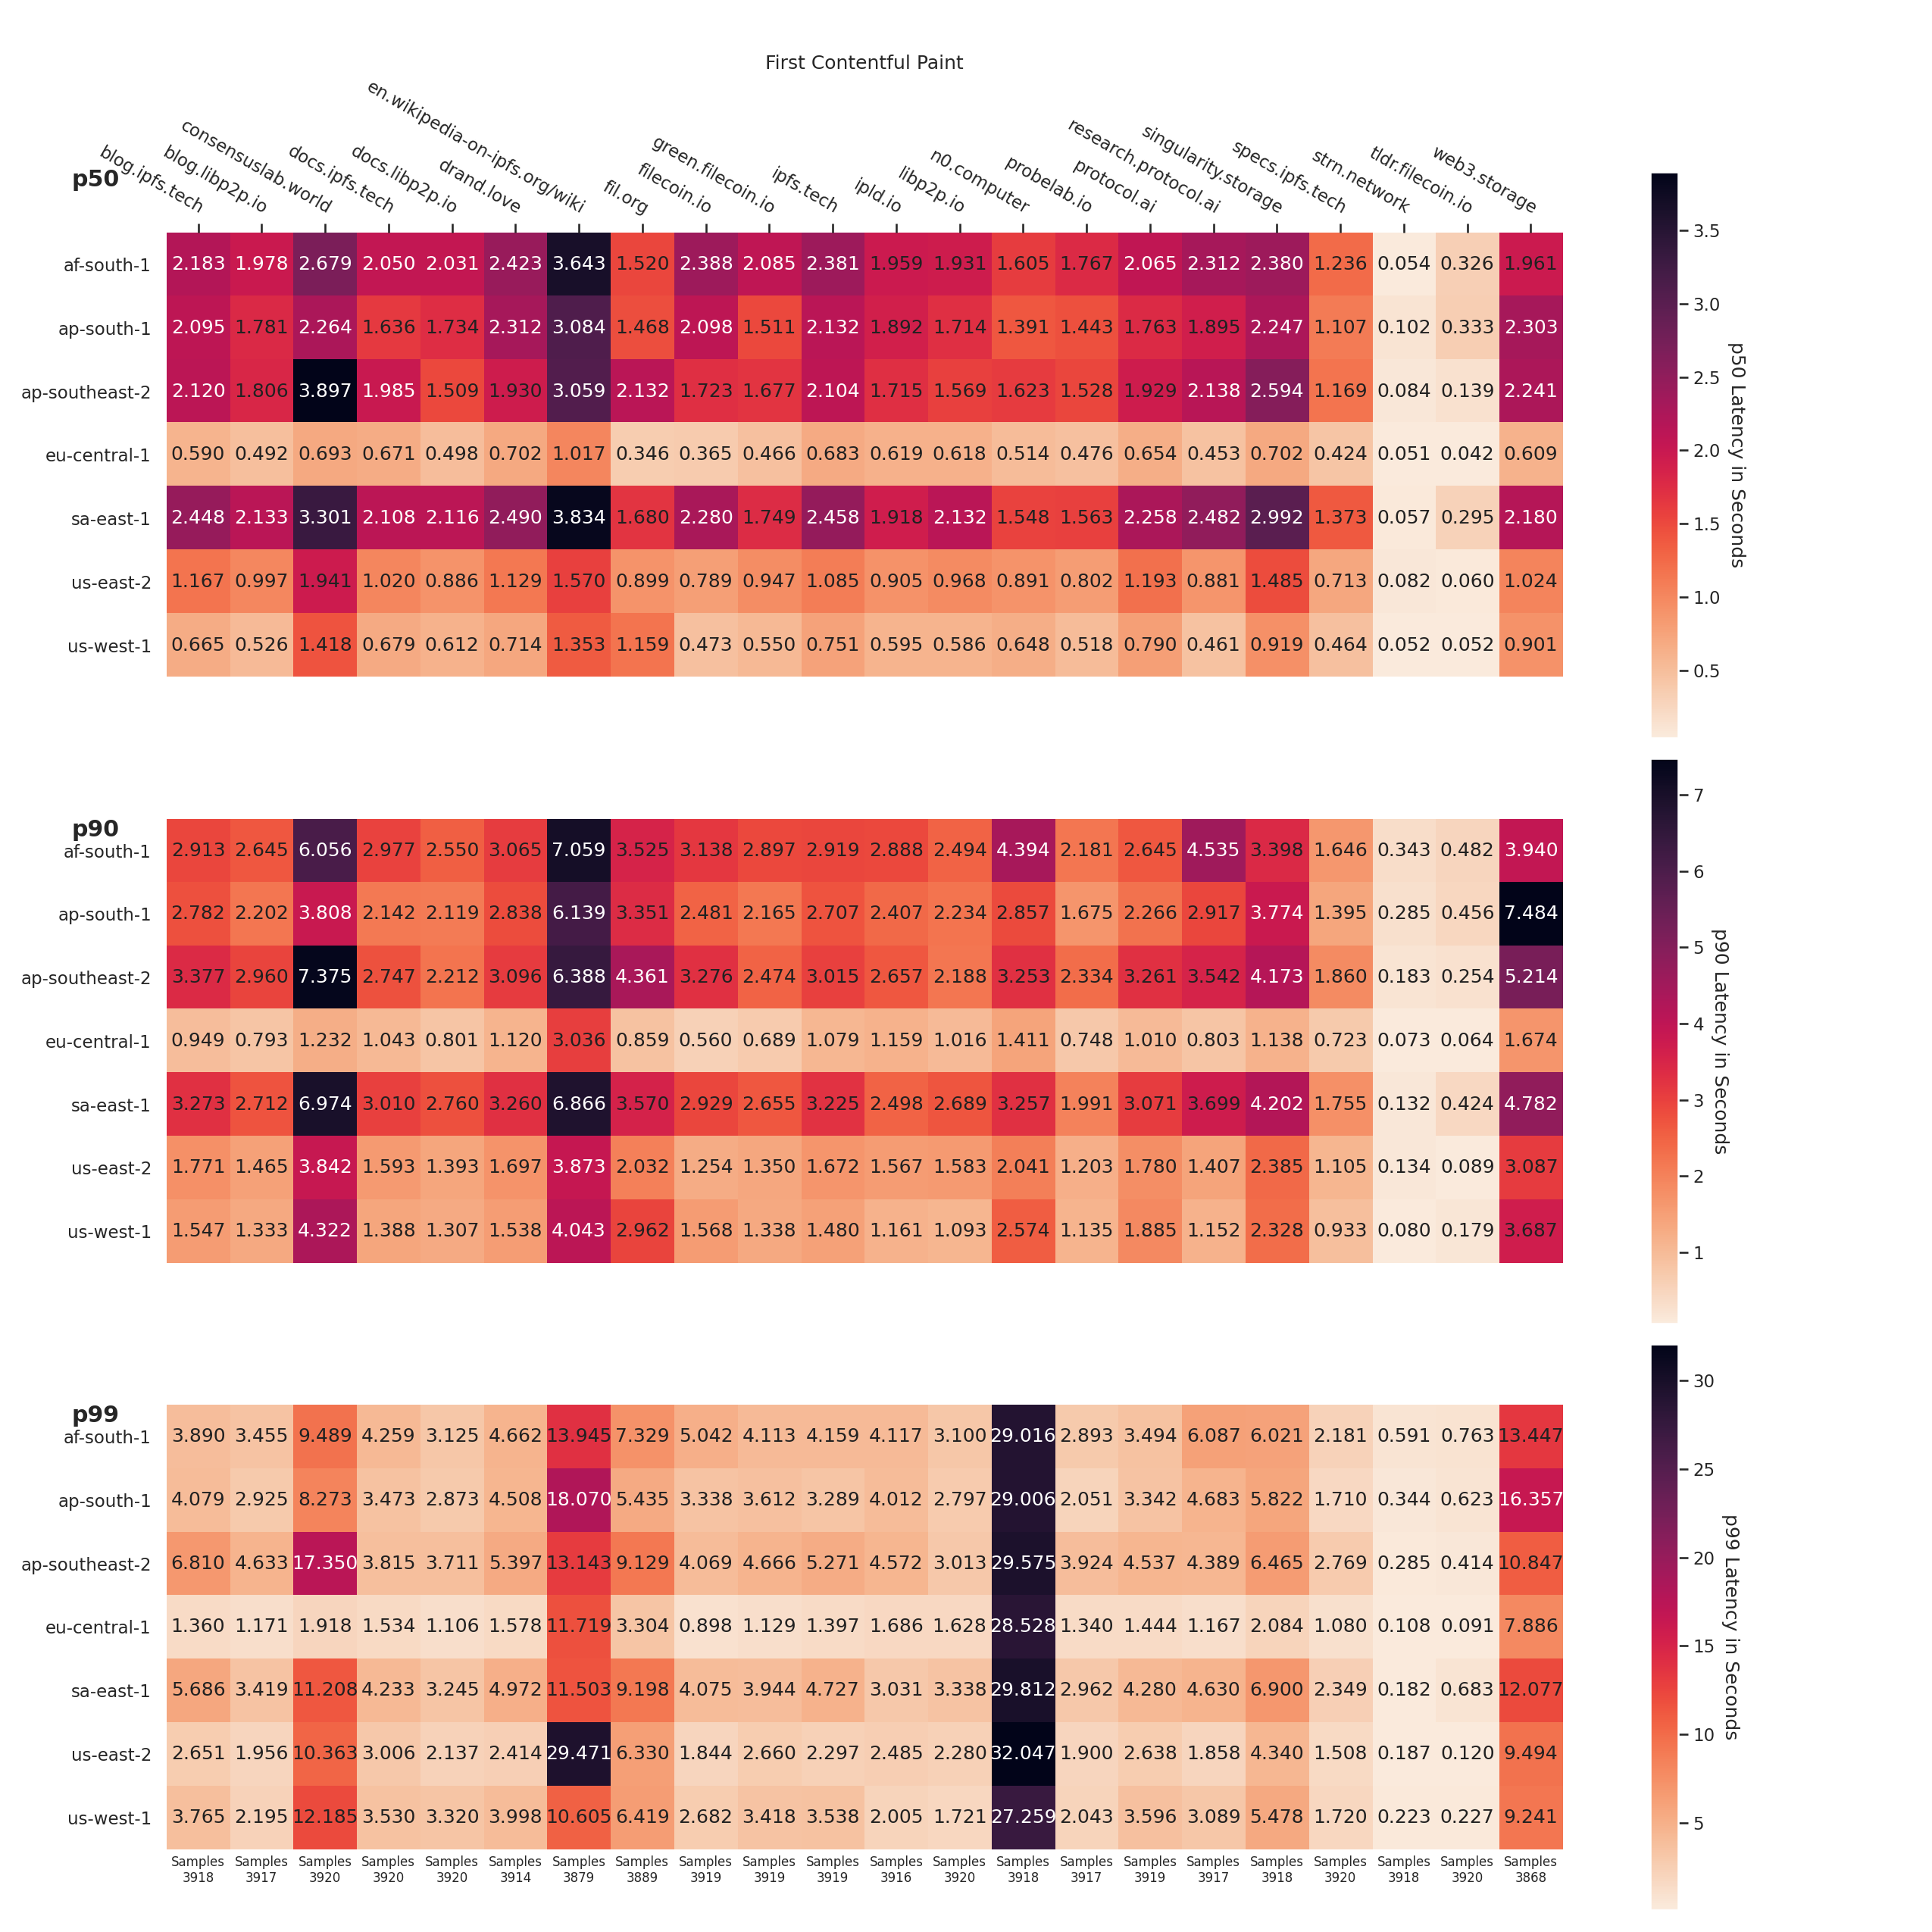 First Contentful Paint
p50
blog.ipfs.tech
blog.libp2p.io
consensuslab.world
docs.ipfs.tech
docs.libp2p.io
drand.love
en.wikipedia-on-ipfs.org/wiki
fil.org
filecoin.io
green.filecoin.io
ipfs.tech
ipld.io
libp2p.io
n0.computer
probelab.io
protocol.ai
research.protocol.ai
singularity.storage
specs.ipfs.tech
strn.network
tldr.filecoin.io
web3.storage
af-south-1 2.183 1.978 2.679 2.050 2.031 2.423 3.643 1.520 2.388 2.085 2.381 1.959 1.931 1.605 1.767 2.065 2.312 2.380 1.236 0.054 0.326 1.961
ap-south-1 2.095 1.781 2.264 1.636 1.734 2.312 3.084 1.468 2.098 1.511 2.132 1.892 1.714 1.391 1.443 1.763 1.895 2.247 1.107 0.102 0.333 2.303
ap-southeast-2 2.120 1.806 3.897 1.985 1.509 1.930 3.059 2.132 1.723 1.677 2.104 1.715 1.569 1.623 1.528 1.929 2.138 2.594 1.169 0.084 0.139 2.241
eu-central-1 0.590 0.492 0.693 0.671 0.498 0.702 1.017 0.346 0.365 0.466 0.683 0.619 0.618 0.514 0.476 0.654 0.453 0.702 0.424 0.051 0.042 0.609
sa-east-1 2.448 2.133 3.301 2.108 2.116 2.490 3.834 1.680 2.280 1.749 2.458 1.918 2.132 1.548 1.563 2.258 2.482 2.992 1.373 0.057 0.295 2.180
us-east-2 1.167 0.997 1.941 1.020 0.886 1.129 1.570 0.899 0.789 0.947 1.085 0.905 0.968 0.891 0.802 1.193 0.881 1.485 0.713 0.082 0.060 1.024
us-west-1 0.665 0.526 1.418 0.679 0.612 0.714 1.353 1.159 0.473 0.550 0.751 0.595 0.586 0.648 0.518 0.790 0.461 0.919 0.464 0.052 0.052 0.901
3.5
3.0
2.5
2.0
1.5
1.0
0.5
p50 Latency in Seconds
p90
af-south-1 2.913 2.645 6.056 2.977 2.550 3.065 7.059 3.525 3.138 2.897 2.919 2.888 2.494 4.394 2.181 2.645 4.535 3.398 1.646 0.343 0.482 3.940
ap-south-1 2.782 2.202 3.808 2.142 2.119 2.838 6.139 3.351 2.481 2.165 2.707 2.407 2.234 2.857 1.675 2.266 2.917 3.774 1.395 0.285 0.456 7.484
ap-southeast-2 3.377 2.960 7.375 2.747 2.212 3.096 6.388 4.361 3.276 2.474 3.015 2.657 2.188 3.253 2.334 3.261 3.542 4.173 1.860 0.183 0.254 5.214
eu-central-1 0.949 0.793 1.232 1.043 0.801 1.120 3.036 0.859 0.560 0.689 1.079 1.159 1.016 1.411 0.748 1.010 0.803 1.138 0.723 0.073 0.064 1.674
sa-east-1 3.273 2.712 6.974 3.010 2.760 3.260 6.866 3.570 2.929 2.655 3.225 2.498 2.689 3.257 1.991 3.071 3.699 4.202 1.755 0.132 0.424 4.782
us-east-2 1.771 1.465 3.842 1.593 1.393 1.697 3.873 2.032 1.254 1.350 1.672 1.567 1.583 2.041 1.203 1.780 1.407 2.385 1.105 0.134 0.089 3.087
us-west-1 1.547 1.333 4.322 1.388 1.307 1.538 4.043 2.962 1.568 1.338 1.480 1.161 1.093 2.574 1.135 1.885 1.152 2.328 0.933 0.080 0.179 3.687
7
6
5
4
3
2
1
p90 Latency in Seconds
p99
af-south-1 3.890 3.455 9.489 4.259 3.125 4.662 13.945 7.329 5.042 4.113 4.159 4.117 3.100 29.016 2.893 3.494 6.087 6.021 2.181 0.591 0.763 13.447
ap-south-1 4.079 2.925 8.273 3.473 2.873 4.508 18.070 5.435 3.338 3.612 3.289 4.012 2.797 29.006 2.051 3.342 4.683 5.822 1.710 0.344 0.623 16.357
ap-southeast-2 6.810 4.633 17.350 3.815 3.711 5.397 13.143 9.129 4.069 4.666 5.271 4.572 3.013 29.575 3.924 4.537 4.389 6.465 2.769 0.285 0.414 10.847
eu-central-1 1.360 1.171 1.918 1.534 1.106 1.578 11.719 3.304 0.898 1.129 1.397 1.686 1.628 28.528 1.340 1.444 1.167 2.084 1.080 0.108 0.091 7.886
sa-east-1 5.686 3.419 11.208 4.233 3.245 4.972 11.503 9.198 4.075 3.944 4.727 3.031 3.338 29.812 2.962 4.280 4.630 6.900 2.349 0.182 0.683 12.077
us-east-2 2.651 1.956 10.363 3.006 2.137 2.414 29.471 6.330 1.844 2.660 2.297 2.485 2.280 32.047 1.900 2.638 1.858 4.340 1.508 0.187 0.120 9.494
us-west-1 3.765 2.195 12.185 3.530 3.320 3.998 10.605 6.419 2.682 3.418 3.538 2.005 1.721 27.259 2.043 3.596 3.089 5.478 1.720 0.223 0.227 9.241
30
25
20
15
10
5
p99 Latency in Seconds
Samples Samples Samples Samples Samples Samples Samples Samples Samples Samples Samples Samples Samples Samples Samples Samples Samples Samples Samples Samples Samples Samples
3918 3917 3920 3920 3920 3914 3879 3889 3919 3919 3919 3916 3920 3918 3917 3919 3917 3918 3920 3918 3920 3868